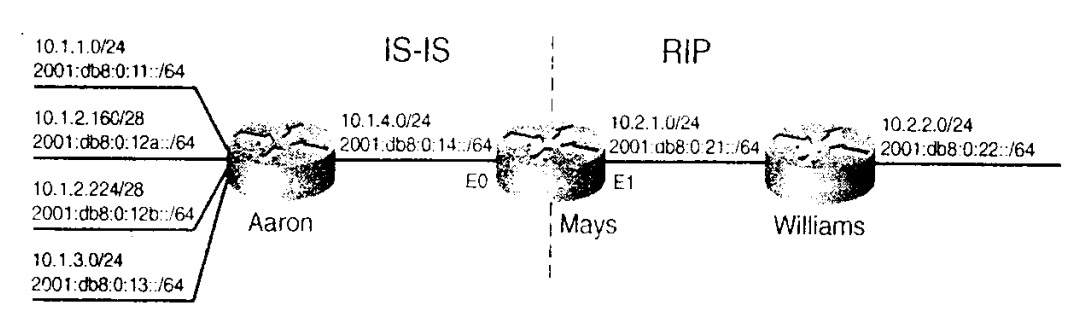 IS-IS
RIP
10.1.1.0/24
2001:db8:0:11::/64
10.1.2.160/28
2001:db8:0:12a::/64
10.1.2.224/28
2001:db8:0:12b::/64
10.1.3.0/24
2001:db8:0:13::/64
Aaron
10.1.4.0/24
2001:db8:0:14::/64
E0
E1
Mays
10.2.1.0/24
2001:db8:0:21::/64
Williams
10.2.2.0/24
2001:db8:0:22::/64